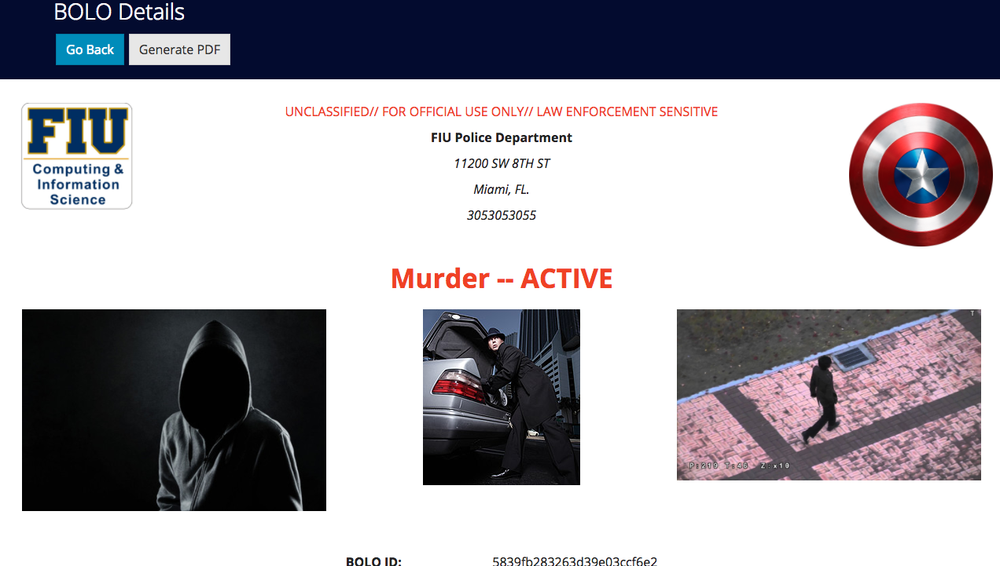 BOLO Details
Go Back
Generate PDF
FIU
Computing &
Information
Science
UNCLASSIFIED// FOR OFFICIAL USE ONLY// LAW ENFORCEMENT SENSITIVE
FIU Police Department
11200 SW 8TH ST
Miami, FL.
3053053055
Murder -- ACTIVE
T
P:219 T:46 Z:x10
BOLO ID: 5839fb283263d39e03ccf6e2